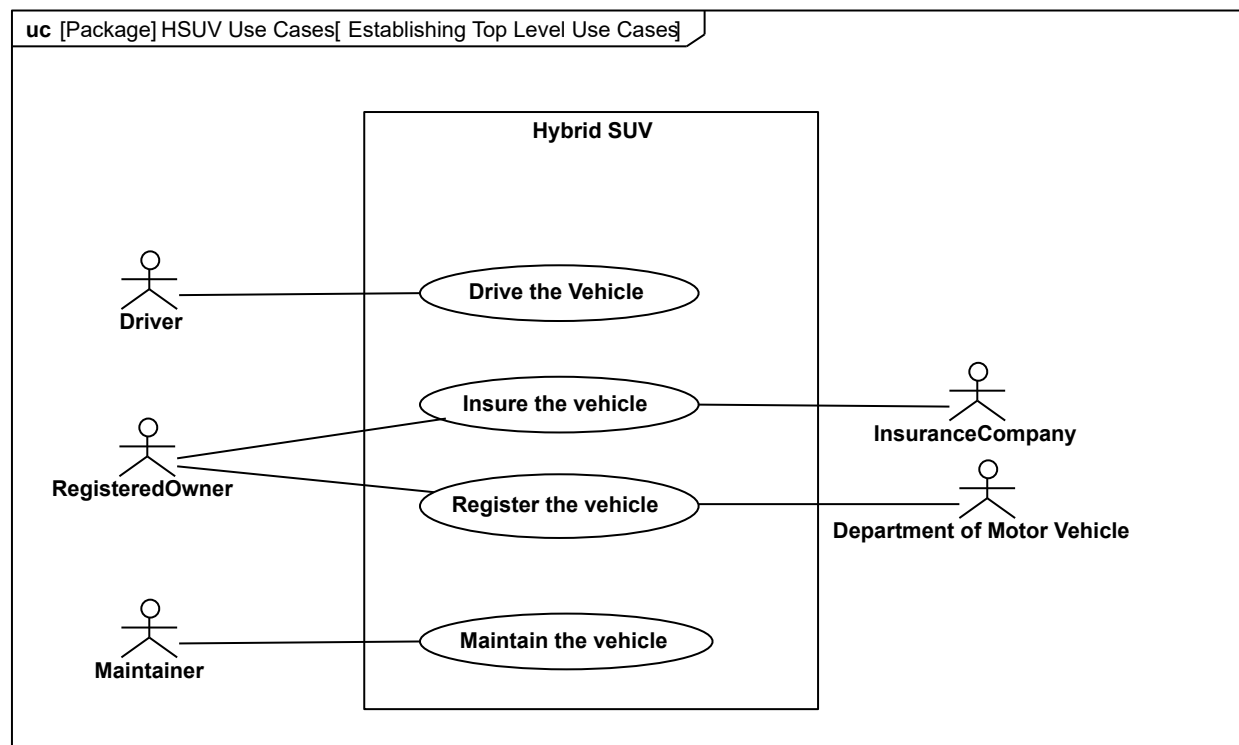 uc [Package] HSUV Use Cases[ Establishing Top Level Use Cases]
Hybrid SUV
Drive the Vehicle
Driver
Insure the vehicle
InsuranceCompany
RegisteredOwner
Register the vehicle
Department of Motor Vehicle
Maintain the vehicle
Maintainer